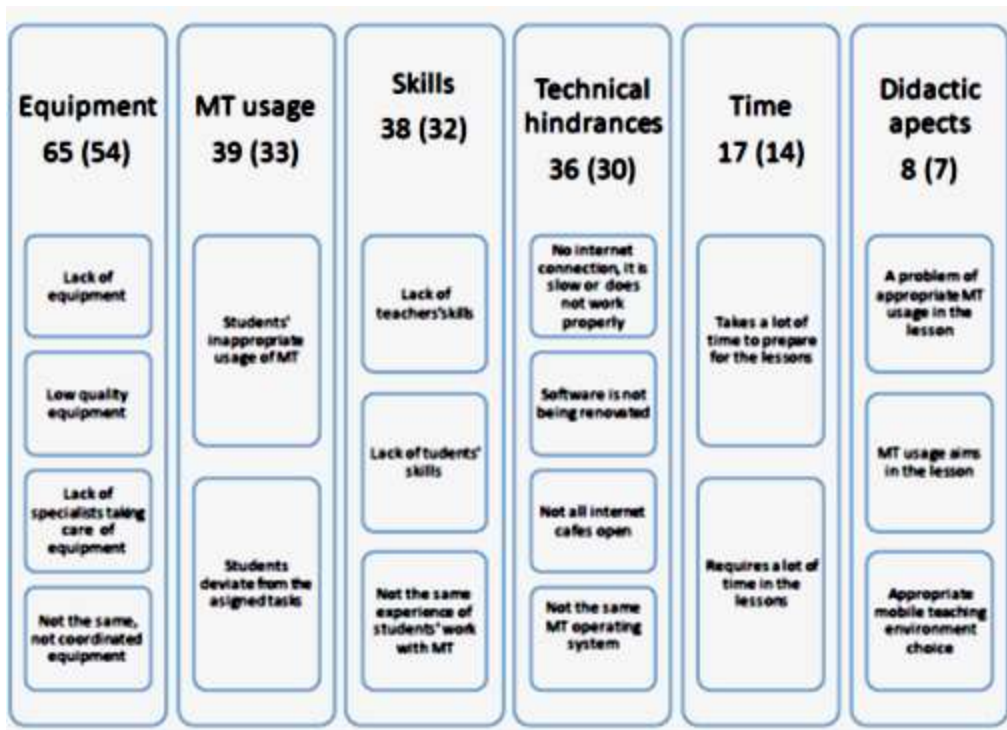 Equipment
65 (54)
Lack of
equipment
Low quality
equipment
Lack of
specialists taking
care of
equipment
Not the same,
not coordinated
equipment
MT usage
39 (33)
Students'
inappropriate
usage of MT
Students
deviate from the
asigned tasks
Skills
38 (32)
Lack of
teachers'skills
Lack of tudents'
skills
Not the same
experience of
students' work
with MT
Technical
hindrances
36 (30)
No internet
connection, it is
slow or does
not work
properly
Software is not
being renovated
Not all internet
cafes open
Not the same
MT operating
system
Time
17 (14)
Takes a lot of
time to prepare
for the lessons
Requires a lot of
time in the
lessons
Didactic
apects
8 (7)
A problem of
appropriate MT
usage in the
lesson
MT usage aims
in the lesson
Appropriate
mobile teaching
environment
choice